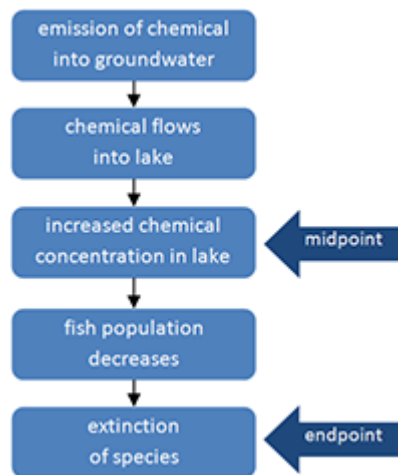 emission of chemical
into groundwater
chemical flows
into lake
increased chemical
concentration in lake
midpoint
fish population
decreases
extinction
of species
endpoint